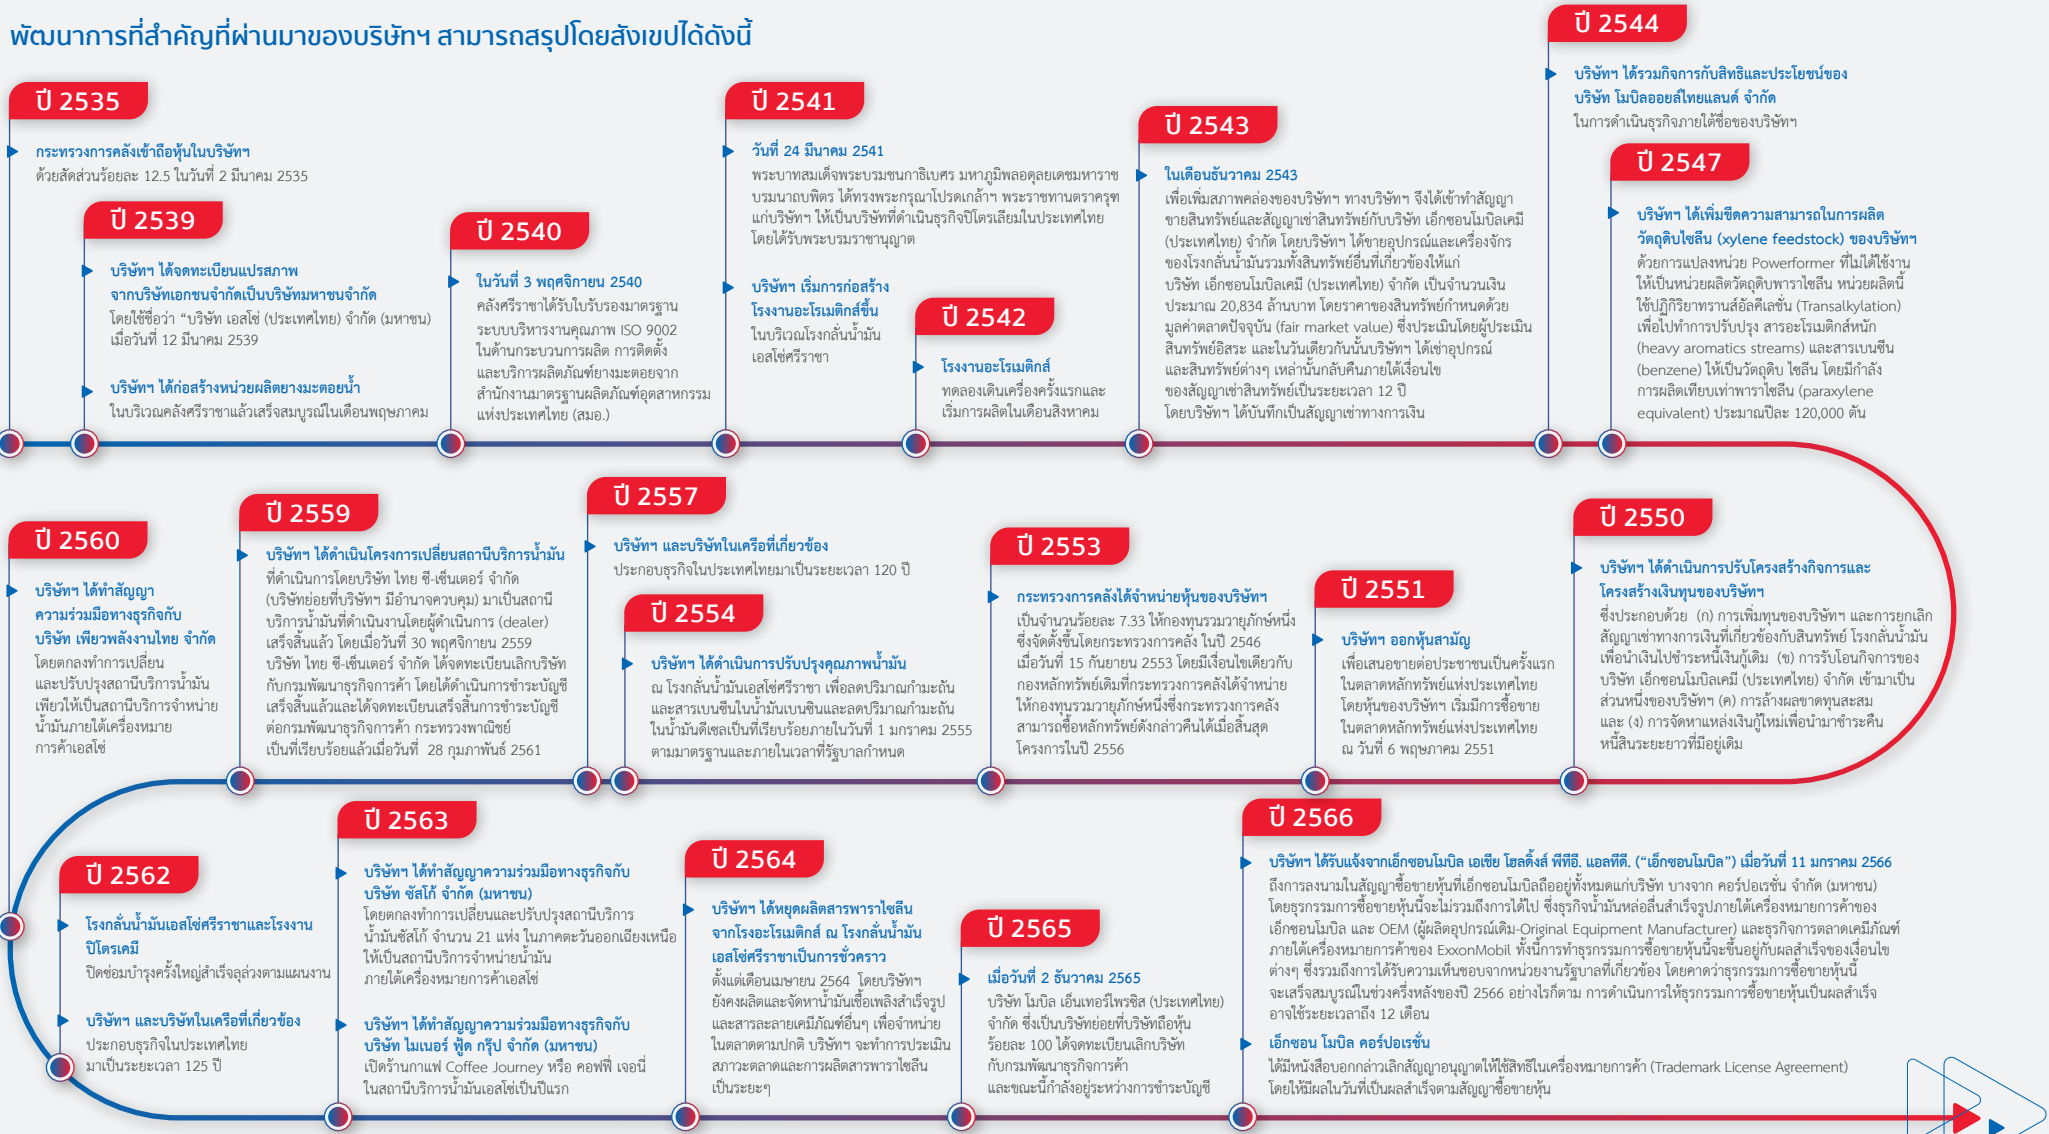 พัฒนาการที่สำคัญที่ผ่านมาของบริษัทฯ สามารถสรุปโดยสังเขปได้ดังนี้
ปี 2535
กระทรวงการคลังเข้าถือหุ้นในบริษัทฯ
ด้วยสัดส่วนร้อยละ 12.5 ในวันที่ 2 มีนาคม 2535
ปี 2539
บริษัทฯ ได้จดทะเบียนแปรสภาพ
จากบริษัทเอกชนจำกัดเป็นบริษัทมหาชนจำกัด
โดยใช้ชื่อว่า “บริษัท เอสโซ่ (ประเทศไทย) จำกัด (มหาชน)
เมื่อวันที่ 12 มีนาคม 2539
บริษัทฯ ได้ก่อสร้างหน่วยผลิตยางมะตอยน้ำ
ในบริเวณคลังศรีราชาแล้วเสร็จสมบูรณ์ในเดือนพฤษภาคม
ปี 2540
ในวันที่ 3 พฤศจิกายน 2540
คลังศรีราชาได้รับใบรับรองมาตรฐาน
ระบบบริหารงานคุณภาพ ISO 9002
ในด้านกระบวนการผลิต การติดตั้ง
และบริการผลิตภัณฑ์ยางมะตอยจาก
สำนักงานมาตรฐานผลิตภัณฑ์อุตสาหกรรม
แห่งประเทศไทย (สมอ.)
ปี 2541
วันที่ 24 มีนาคม 2541
พระบาทสมเด็จพระบรมชนกาธิเบศร มหาภูมิพลอดุลยเดชมหาราช
บรมนาถบพิตร ได้ทรงพระกรุณาโปรดเกล้าฯ พระราชทานตราครุฑ
แก่บริษัทฯ ให้เป็นบริษัทที่ดำเนินธุรกิจปิโตรเลียมในประเทศไทย
โดยได้รับพระบรมราชานุญาต
บริษัทฯ เริ่มการก่อสร้าง
โรงงานอะโรเมติกส์ขึ้น
ในบริเวณโรงกลั่นน้ำมัน
เอสโซ่ศรีราชา
ปี 2542
โรงงานอะโรเมติกส์
ทดลองเดินเครื่องครั้งแรกและ
เริ่มการผลิตในเดือนสิงหาคม
ปี 2543
ในเดือนธันวาคม 2543
เพื่อเพิ่มสภาพคล่องของบริษัทฯ ทางบริษัทฯ จึงได้เข้าทำสัญญา
ขายสินทรัพย์และสัญญาเช่าสินทรัพย์กับบริษัท เอ็กซอนโมบิลเคมี
(ประเทศไทย) จำกัด โดยบริษัทฯ ได้ขายอุปกรณ์และเครื่องจักร
ของโรงกลั่นน้ำมันรวมทั้งสินทรัพย์อื่นที่เกี่ยวข้องให้แก่
บริษัท เอ็กซอนโมบิลเคมี (ประเทศไทย) จำกัด เป็นจำนวนเงิน
ประมาณ 20,834 ล้านบาท โดยราคาของสินทรัพย์กำหนดด้วย
มูลค่าตลาดปัจจุบัน (fair market value) ซึ่งประเมินโดยผู้ประเมิน
สินทรัพย์อิสระ และในวันเดียวกันนั้นบริษัทฯ ได้เช่าอุปกรณ์
และสินทรัพย์ต่างๆ เหล่านั้นกลับคืนภายใต้เงื่อนไข
ของสัญญาเช่าสินทรัพย์เป็นระยะเวลา 12 ปี
โดยบริษัทฯ ได้บันทึกเป็นสัญญาเช่าทางการเงิน
ปี 2544
บริษัทฯ ได้รวมกิจการกับสิทธิและประโยชน์ของ
บริษัท โมบิลออยล์ไทยแลนด์ จำกัด
ในการดำเนินธุรกิจภายใต้ชื่อของบริษัทฯ
ปี 2547
บริษัทฯ ได้เพิ่มขีดความสามารถในการผลิต
วัตถุดิบไซลีน (xylene feedstock) ของบริษัทฯ
ด้วยการแปลงหน่วย Powerformer ที่ไม่ได้ใช้งาน
ให้เป็นหน่วยผลิตวัตถุดิบพาราไซลีน หน่วยผลิตนี้
ใช้ปฏิกิริยาทรานส์อัลคีเลชั่น (Transalkylation)
เพื่อไปทำการปรับปรุง สารอะโรเมติกส์หนัก
(heavy aromatics streams) และสารเบนซีน
(benzene) ให้เป็นวัตถุดิบ ไซลีน โดยมีกำลัง
การผลิตเทียบเท่าพาราไซลีน (paraxylene
equivalent) ประมาณปีละ 120,000 ตัน
ปี 2550
บริษัทฯ ได้ดำเนินการปรับโครงสร้างกิจการและ
โครงสร้างเงินทุนของบริษัทฯ
ซึ่งประกอบด้วย (ก) การเพิ่มทุนของบริษัทฯ และการยกเลิก
สัญญาเช่าทางการเงินที่เกี่ยวข้องกับสินทรัพย์ โรงกลั่นน้ำมัน
เพื่อนำเงินไปชำระหนี้เงินกู้เดิม (ข) การรับโอนกิจการของ
บริษัท เอ็กซอนโมบิลเคมี (ประเทศไทย) จำกัด เข้ามาเป็น
ส่วนหนึ่งของบริษัทฯ (ค) การล้างผลขาดทุนสะสม
และ (ง) การจัดหาแหล่งเงินกู้ใหม่เพื่อนำมาชำระคืน
หนี้สินระยะยาวที่มีอยู่เดิม
ปี 2551
บริษัทฯ ออกหุ้นสามัญ
เพื่อเสนอขายต่อประชาชนเป็นครั้งแรก
ในตลาดหลักทรัพย์แห่งประเทศไทย
โดยหุ้นของบริษัทฯ เริ่มมีการซื้อขาย
ในตลาดหลักทรัพย์แห่งประเทศไทย
ณ วันที่ 6 พฤษภาคม 2551
ปี 2553
กระทรวงการคลังได้จำหน่ายหุ้นของบริษัทฯ
เป็นจำนวนร้อยละ 7.33 ให้กองทุนรวมวายุภักษ์หนึ่ง
ซึ่งจัดตั้งขึ้นโดยกระทรวงการคลัง ในปี 2546
เมื่อวันที่ 15 กันยายน 2553 โดยมีเงื่อนไขเดียวกับ
กองหลักทรัพย์เดิมที่กระทรวงการคลังได้จำหน่าย
ให้กองทุนรวมวายุภักษ์หนึ่งซึ่งกระทรวงการคลัง
สามารถซื้อหลักทรัพย์ดังกล่าวคืนได้เมื่อสิ้นสุด
โครงการในปี 2556
ปี 2554
บริษัทฯ ได้ดำเนินการปรับปรุงคุณภาพน้ำมัน
ณ โรงกลั่นน้ำมันเอสโซ่ศรีราชา เพื่อลดปริมาณกำมะถัน
และสารเบนซีนในน้ำมันเบนซินและลดปริมาณกำมะถัน
ในน้ำมันดีเซลเป็นที่เรียบร้อยภายในวันที่ 1 มกราคม 2555
ตามมาตรฐานและภายในเวลาที่รัฐบาลกำหนด
ปี 2557
บริษัทฯ และบริษัทในเครือที่เกี่ยวข้อง
ประกอบธุรกิจในประเทศไทยมาเป็นระยะเวลา 120 ปี
ปี 2559
บริษัทฯ ได้ดำเนินโครงการเปลี่ยนสถานีบริการน้ำมัน
ที่ดำเนินการโดยบริษัท ไทย ซี-เซ็นเตอร์ จำกัด
(บริษัทย่อยที่บริษัทฯ มีอำนาจควบคุม) มาเป็นสถานี
บริการน้ำมันที่ดำเนินงานโดยผู้ดำเนินการ (dealer)
เสร็จสิ้นแล้ว โดยเมื่อวันที่ 30 พฤศจิกายน 2559
บริษัท ไทย ซี-เซ็นเตอร์ จำกัด ได้จดทะเบียนเลิกบริษัท
กับกรมพัฒนาธุรกิจการค้า โดยได้ดำเนินการชำระบัญชี
เสร็จสิ้นแล้วและได้จดทะเบียนเสร็จสิ้นการชำระบัญชี
ต่อกรมพัฒนาธุรกิจการค้า กระทรวงพาณิชย์
เป็นที่เรียบร้อยแล้วเมื่อวันที่ 28 กุมภาพันธ์ 2561
ปี 2560
บริษัทฯ ได้ทำสัญญา
ความร่วมมือทางธุรกิจกับ
บริษัท เพียวพลังงานไทย จำกัด
โดยตกลงทำการเปลี่ยน
และปรับปรุงสถานีบริการน้ำมัน
เพียวให้เป็นสถานีบริการจำหน่าย
น้ำมันภายใต้เครื่องหมาย
การค้าเอสโซ่
ปี 2562
โรงกลั่นน้ำมันเอสโซ่ศรีราชาและโรงงาน
ปิโตรเคมี
ปิดซ่อมบำรุงครั้งใหญ่สำเร็จลุล่วงตามแผนงาน
บริษัทฯ และบริษัทในเครือที่เกี่ยวข้อง
ประกอบธุรกิจในประเทศไทย
มาเป็นระยะเวลา 125 ปี
ปี 2563
บริษัทฯ ได้ทำสัญญาความร่วมมือทางธุรกิจกับ
บริษัท ซัสโก้ จำกัด (มหาชน)
โดยตกลงทำการเปลี่ยนและปรับปรุงสถานีบริการ
น้ำมันซัสโก้ จำนวน 21 แห่ง ในภาคตะวันออกเฉียงเหนือ
ให้เป็นสถานีบริการจำหน่ายน้ำมัน
ภายใต้เครื่องหมายการค้าเอสโซ่
บริษัทฯ ได้ทำสัญญาความร่วมมือทางธุรกิจกับ
บริษัท ไมเนอร์ ฟู้ด กรุ๊ป จำกัด (มหาชน)
เปิดร้านกาแฟ Coffee Journey หรือ คอฟฟี่ เจอนี่
ในสถานีบริการน้ำมันเอสโซ่เป็นปีแรก
ปี 2564
บริษัทฯ ได้หยุดผลิตสารพาราไซลีน
จากโรงอะโรเมติกส์ ณ โรงกลั่นน้ำมัน
เอสโซ่ศรีราชาเป็นการชั่วคราว
ตั้งแต่เดือนเมษายน 2564 โดยบริษัทฯ
ยังคงผลิตและจัดหาน้ำมันเชื้อเพลิงสำเร็จรูป
และสารละลายเคมีภัณฑ์อื่นๆ เพื่อจำหน่าย
ในตลาดตามปกติ บริษัทฯ จะทำการประเมิน
สภาวะตลาดและการผลิตสารพาราไซลีน
เป็นระยะๆ
ปี 2565
เมื่อวันที่ 2 ธันวาคม 2565
บริษัท โมบิล เอ็นเทอร์ไพรซิส (ประเทศไทย)
จำกัด ซึ่งเป็นบริษัทย่อยที่บริษัทถือหุ้น
ร้อยละ 100 ได้จดทะเบียนเลิกบริษัท
กับกรมพัฒนาธุรกิจการค้า
และขณะนี้กำลังอยู่ระหว่างการชำระบัญชี
ปี 2566
บริษัทฯ ได้รับแจ้งจากเอ็กซอนโมบิล เอเชีย โฮลดิ้งส์ พีทีอี. แอลทีดี. (“เอ็กซอนโมบิล”) เมื่อวันที่ 11 มกราคม 2566
ถึงการลงนามในสัญญาซื้อขายหุ้นที่เอ็กซอนโมบิลถืออยู่ทั้งหมดแก่บริษัท บางจาก คอร์ปอเรชั่น จำกัด (มหาชน)
โดยธุรกรรมการซื้อขายหุ้นนี้จะไม่รวมถึงการได้ไป ซึ่งธุรกิจน้ำมันหล่อลื่นสำเร็จรูปภายใต้เครื่องหมายการค้าของ
เอ็กซอนโมบิล และ OEM (ผู้ผลิตอุปกรณ์เดิม-Original Equipment Manufacturer) และธุรกิจการตลาดเคมีภัณฑ์
ภายใต้เครื่องหมายการค้าของ ExxonMobil ทั้งนี้การทำธุรกรรมการซื้อขายหุ้นนี้จะขึ้นอยู่กับผลสำเร็จของเงื่อนไข
ต่างๆ ซึ่งรวมถึงการได้รับความเห็นชอบจากหน่วยงานรัฐบาลที่เกี่ยวข้อง โดยคาดว่าธุรกรรมการซื้อขายหุ้นนี้
จะเสร็จสมบูรณ์ในช่วงครึ่งหลังของปี 2566 อย่างไรก็ตาม การดำเนินการให้ธุรกรรมการซื้อขายหุ้นเป็นผลสำเร็จ
อาจใช้ระยะเวลาถึง 12 เดือน
เอ็กซอน โมบิล คอร์ปอเรชั่น
ได้มีหนังสือบอกกล่าวเลิกสัญญาอนุญาตให้ใช้สิทธิในเครื่องหมายการค้า (Trademark License Agreement)
โดยให้มีผลในวันที่เป็นผลสำเร็จตามสัญญาซื้อขายหุ้น